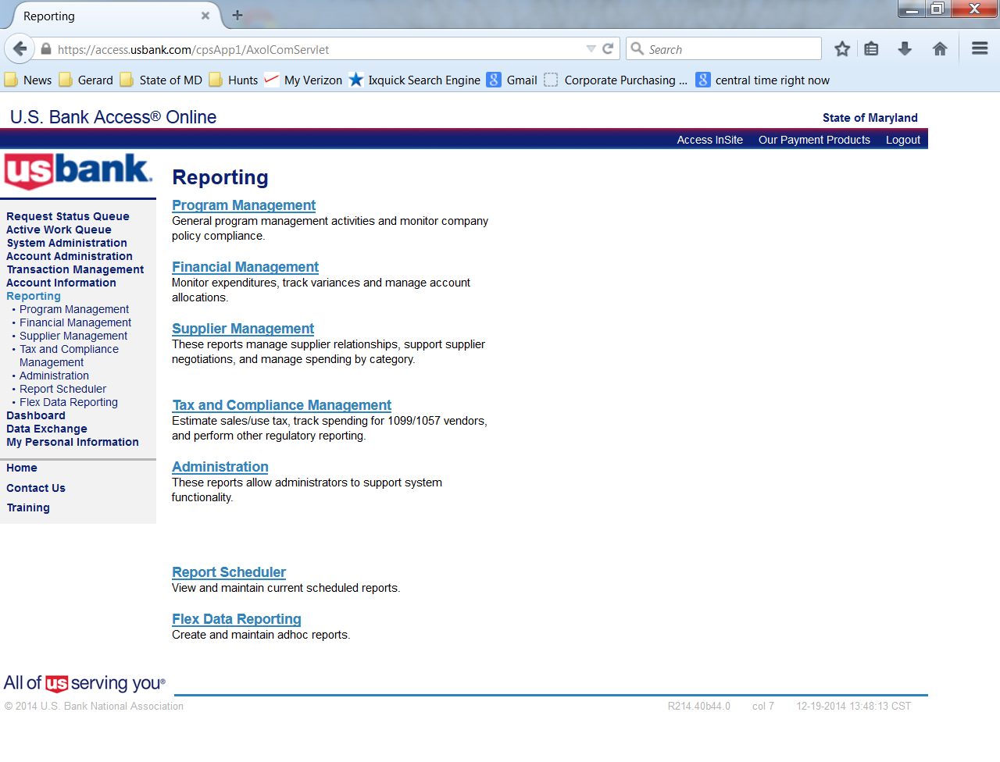 Reporting
https://access.usbank.com/cpsApp1/AxolComServlet
Search
News
Gerard
State of MD
Hunts
My Verizon
Ixquick Search Engine
Gmail
Corporate Purchasing ...
central time right now
U.S. Bank Access® Online
State of Maryland
Access InSite
Our Payment Products
Logout
usbank.
Request Status Queue
Active Work Queue
System Administration
Account Administration
Transaction Management
Account Information
Reporting
• Program Management
• Financial Management
• Supplier Management
• Tax and Compliance
Management
• Administration
• Report Scheduler
• Flex Data Reporting
Dashboard
Data Exchange
My Personal Information
Home
Contact Us
Training
Reporting
Program Management
General program management activities and monitor company
policy compliance.
Financial Management
Monitor expenditures, track variances and manage account
allocations.
Supplier Management
These reports manage supplier relationships, support supplier
negotiations, and manage spending by category.
Tax and Compliance Management
Estimate sales/use tax, track spending for 1099/1057 vendors,
and perform other regulatory reporting.
Administration
These reports allow administrators to support system
functionality.
Report Scheduler
View and maintain current scheduled reports.
Flex Data Reporting
Create and maintain adhoc reports.
All of us serving you®
© 2014 U.S. Bank National Association
R214.40b44.0
col 7
12-19-2014 13:48:13 CST